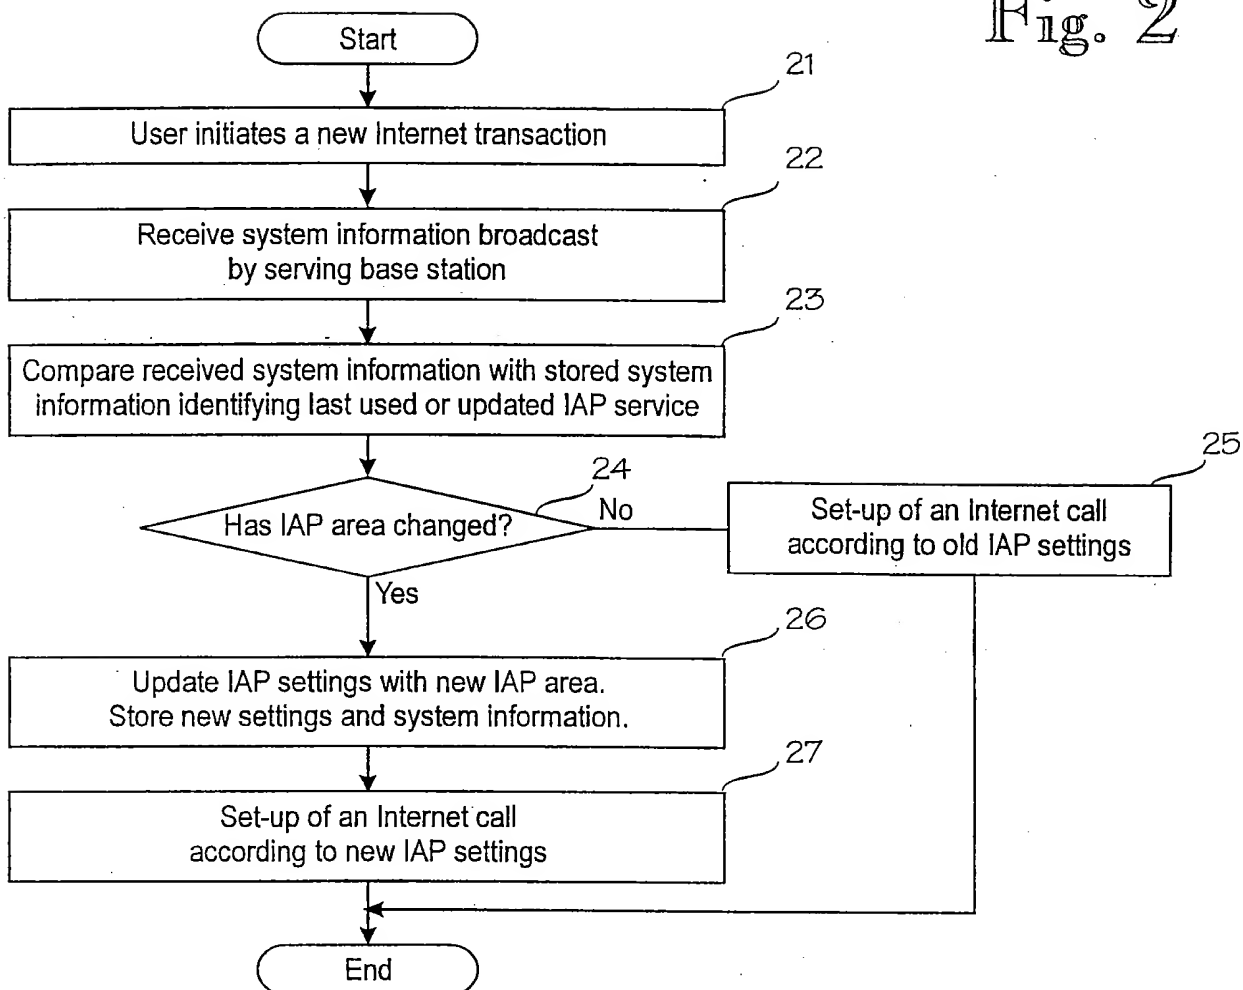 Fig. 2
Start
21
User initiates a new Internet transaction
22
Receive system information broadcast
by serving base station
23
Compare received system information with stored system
information identifying last used or updated IAP service
24
Has IAP area changed?
No
25
Set-up of an Internet call
according to old IAP settings
Yes
26
Update IAP settings with new IAP area.
Store new settings and system information.
27
Set-up of an Internet call
according to new IAP settings
End